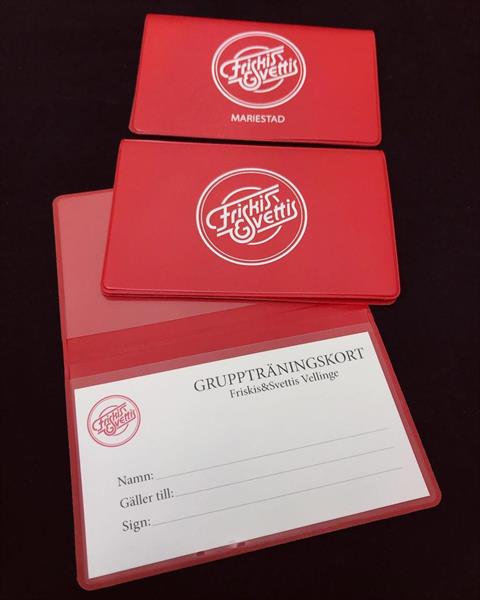 Friskis
&Svettis
MARIESTAD
Friskis
&Svettis
GRUPPTRÄNINGSKORT
Friskis&Svettis Vellinge
Friskis
&Svettis
Namn:
Gäller till:
Sign: